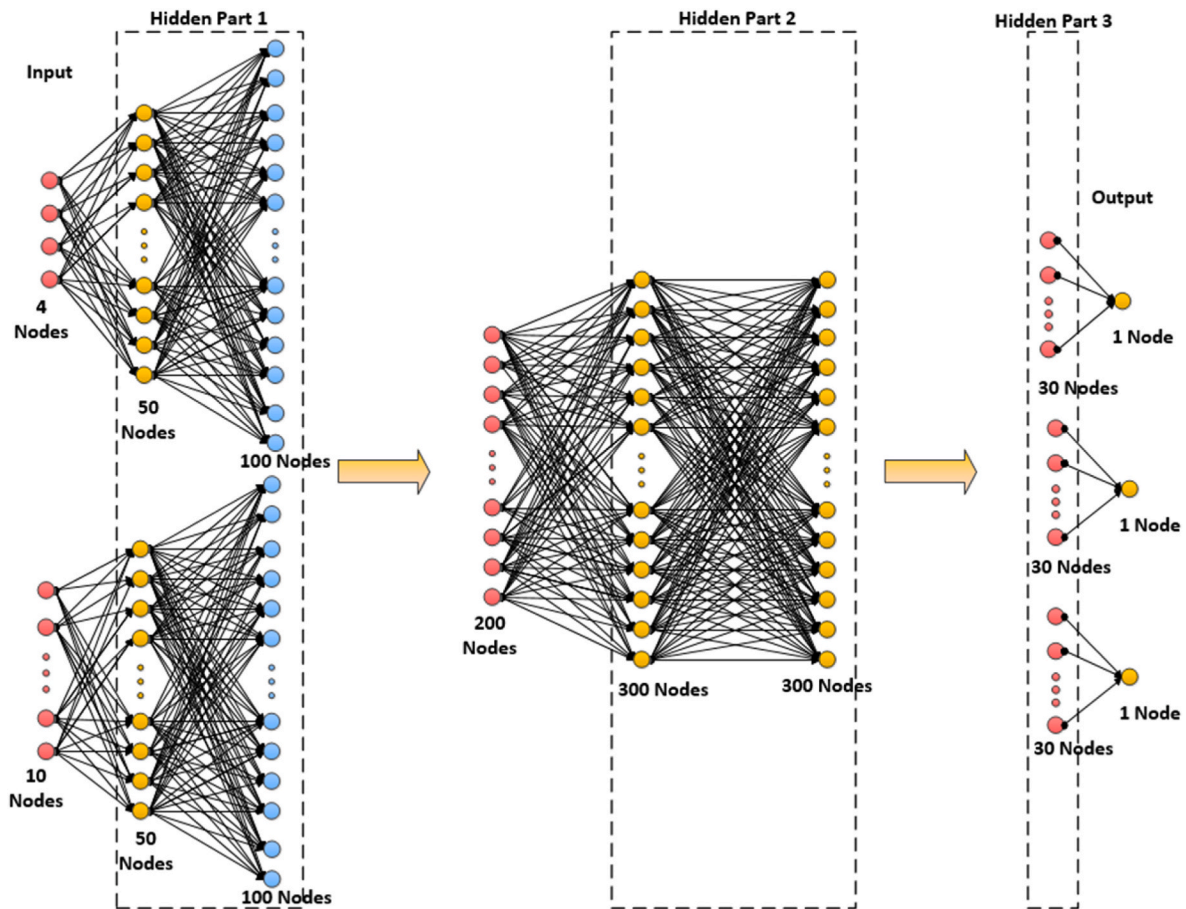 Hidden Part 1
Hidden Part 2
Hidden Part 3
Input
Output
4
Nodes
50
Nodes
100 Nodes
10
Nodes
50
Nodes
100 Nodes
200
Nodes
300 Nodes
300 Nodes
1 Node
30 Nodes
1 Node
30 Nodes
1 Node
30 Nodes